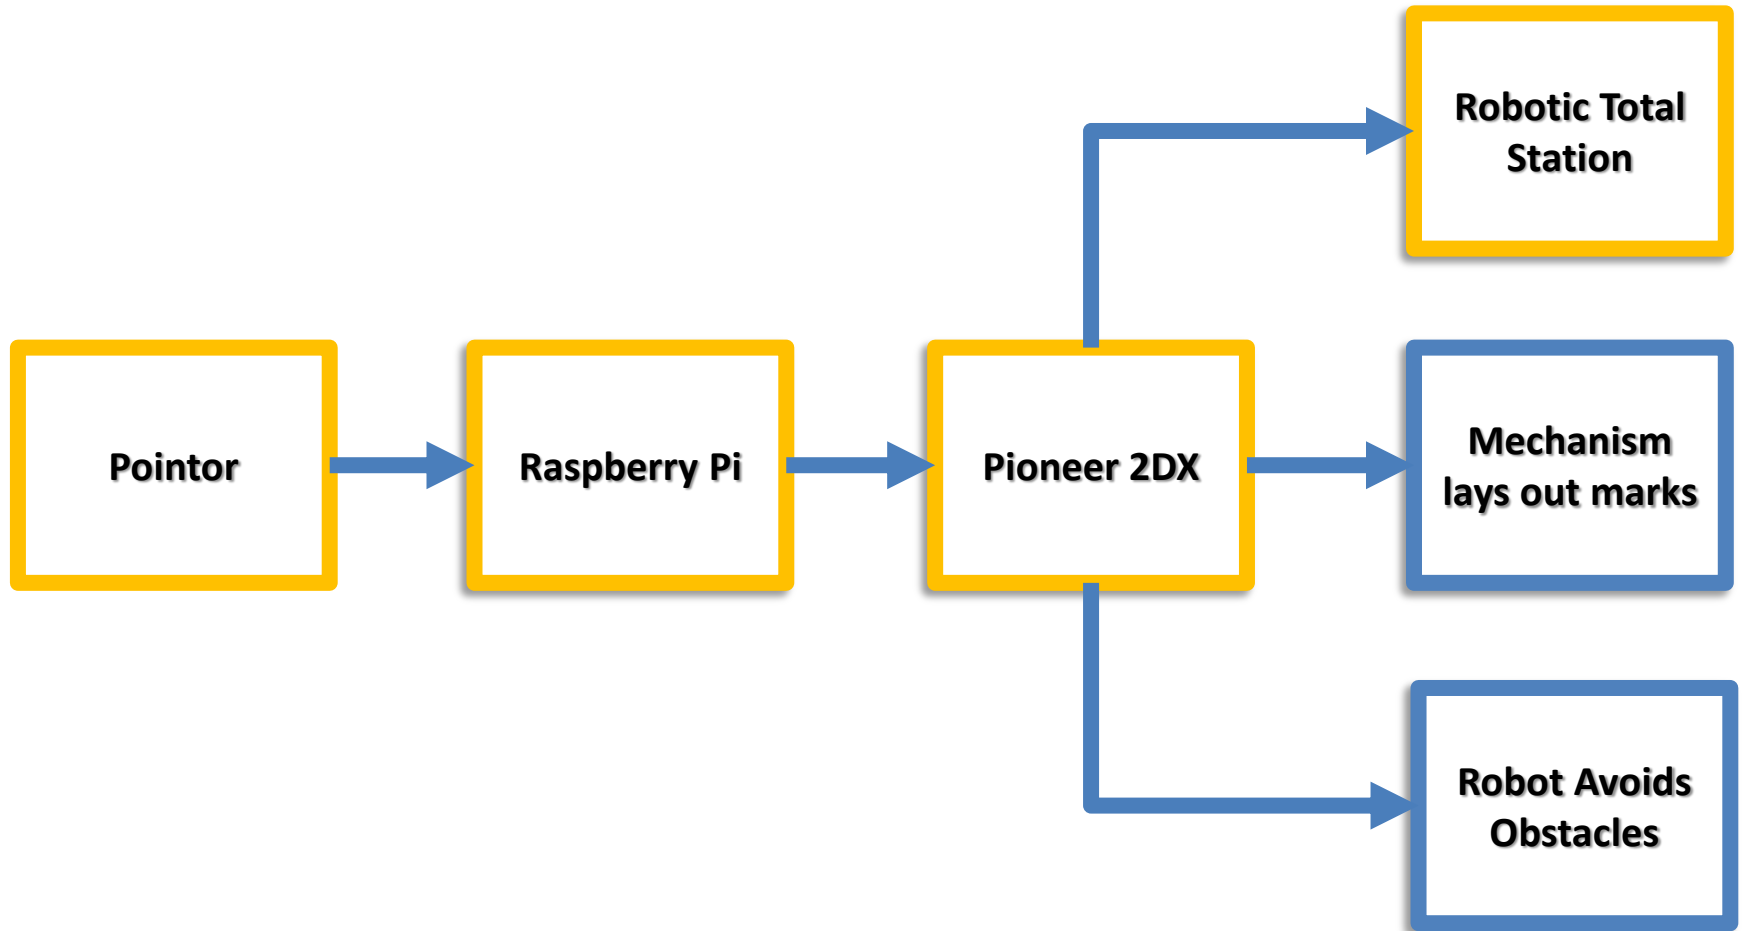 Robotic Total
Station
Pointor
Raspberry Pi
Pioneer 2DX
Mechanism
lays out marks
Robot Avoids
Obstacles